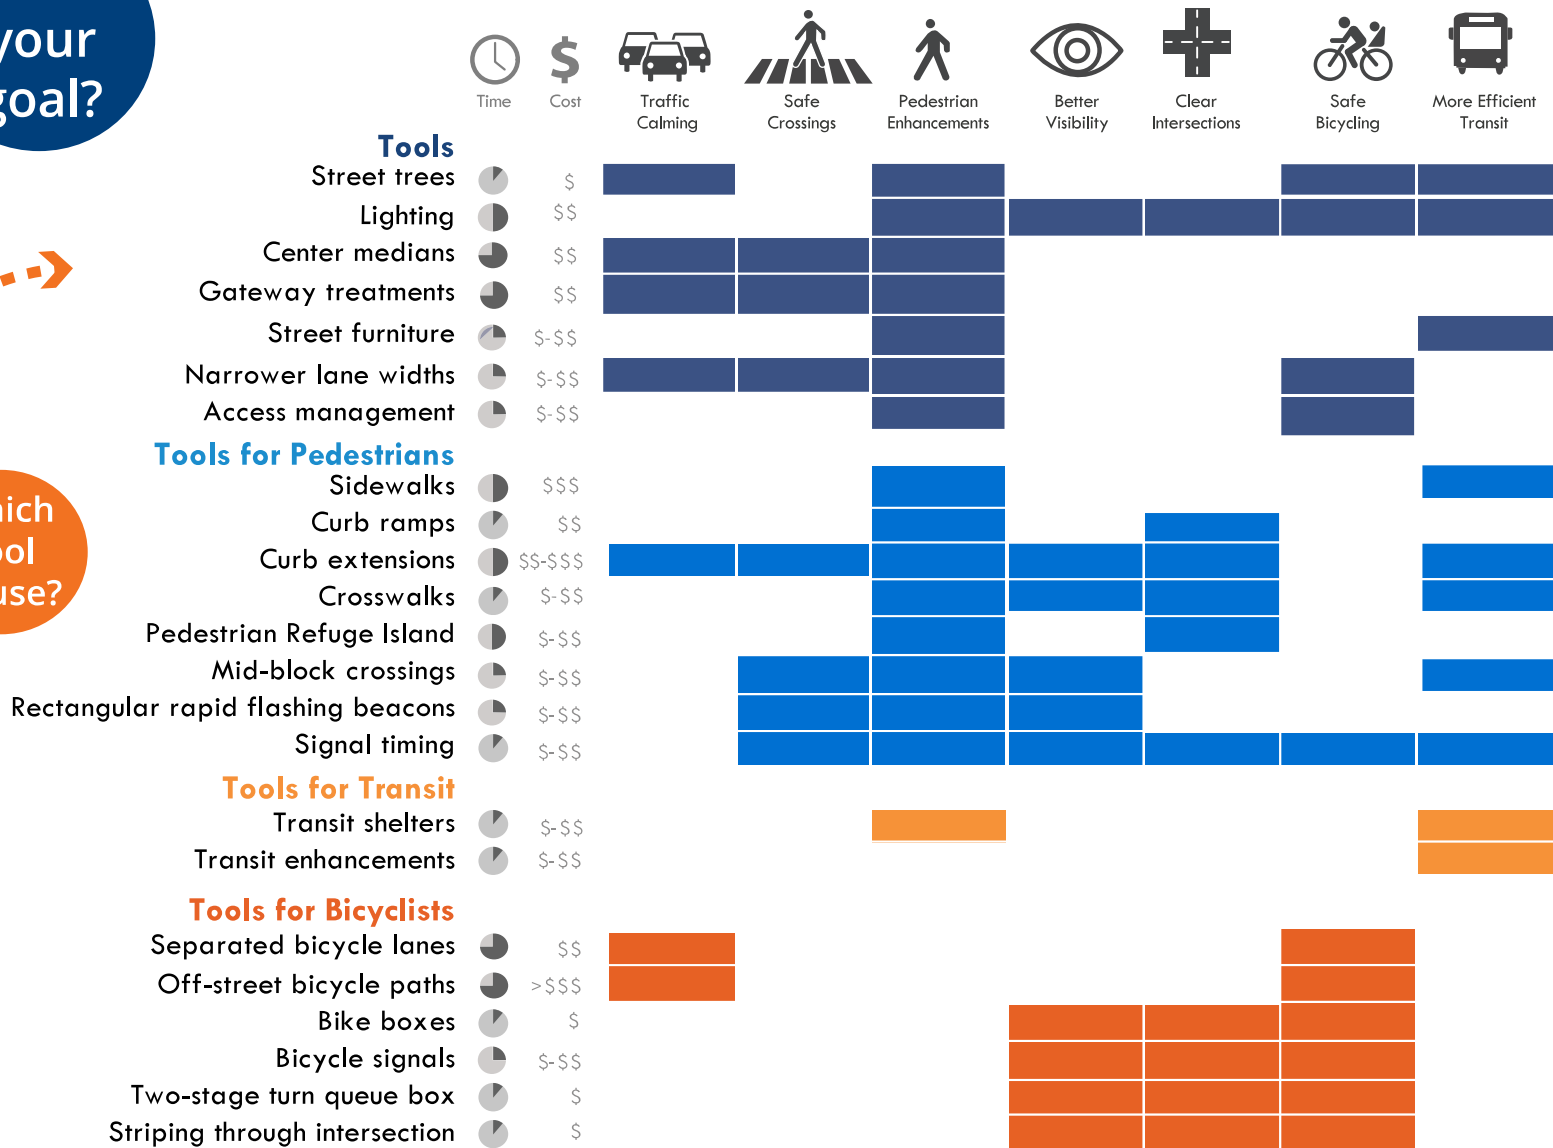 your
goal?
Time
Cost
Traffic
Calming
Safe
Crossings
Pedestrian
Enhancements
Better
Visibility
Clear
Intersections
Safe
Bicycling
More Efficient
Transit
Tools
Street trees $
Lighting $$
Center medians $$
Gateway treatments $$
Street furniture $-$$
Narrower lane widths $-$$
Access management $-$$
Tools for Pedestrians
Sidewalks $$$
Curb ramps $$
Curb extensions $$-$$$
Crosswalks $-$$
Pedestrian Refuge Island $-$$
Mid-block crossings $-$$
Rectangular rapid flashing beacons $-$$
Signal timing $-$$
use?
Tools for Transit
Transit shelters $-$$
Transit enhancements $-$$
Tools for Bicyclists
Separated bicycle lanes $$
Off-street bicycle paths >$$$
Bike boxes $
Bicycle signals $-$$
Two-stage turn queue box $
Striping through intersection $